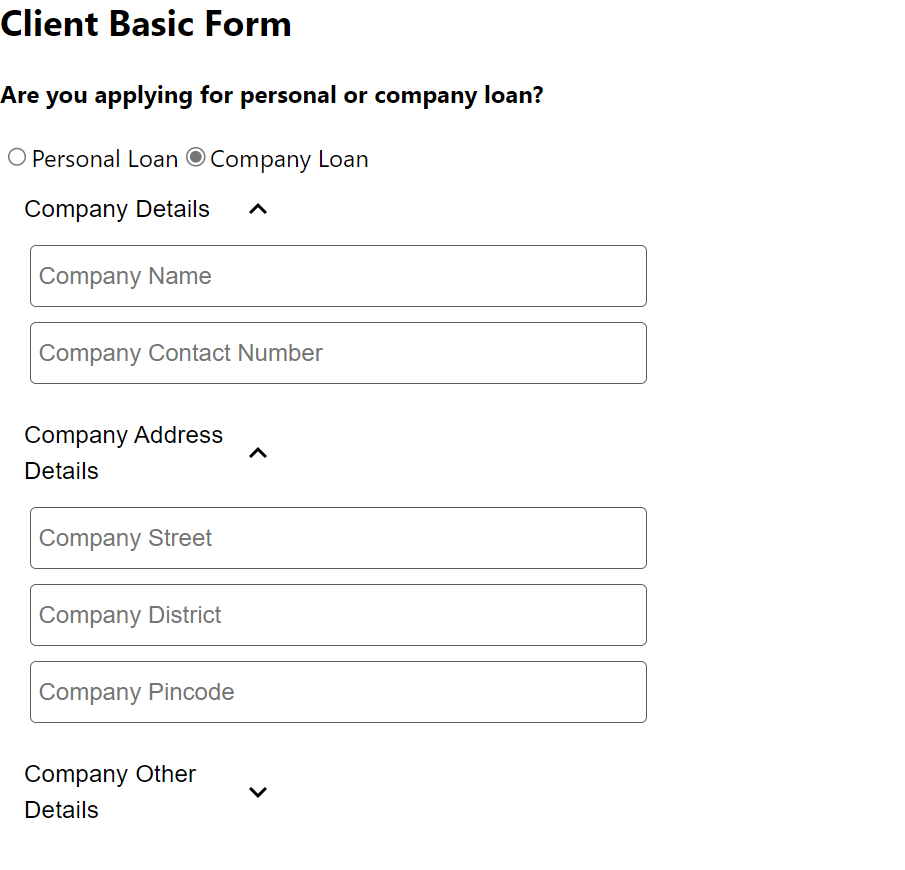 Client Basic Form
Are you applying for personal or company loan?
Personal Loan Company Loan
Company Details
Company Name
Company Contact Number
Company Address
Details
Company Street
Company District
Company Pincode
Company Other
Details